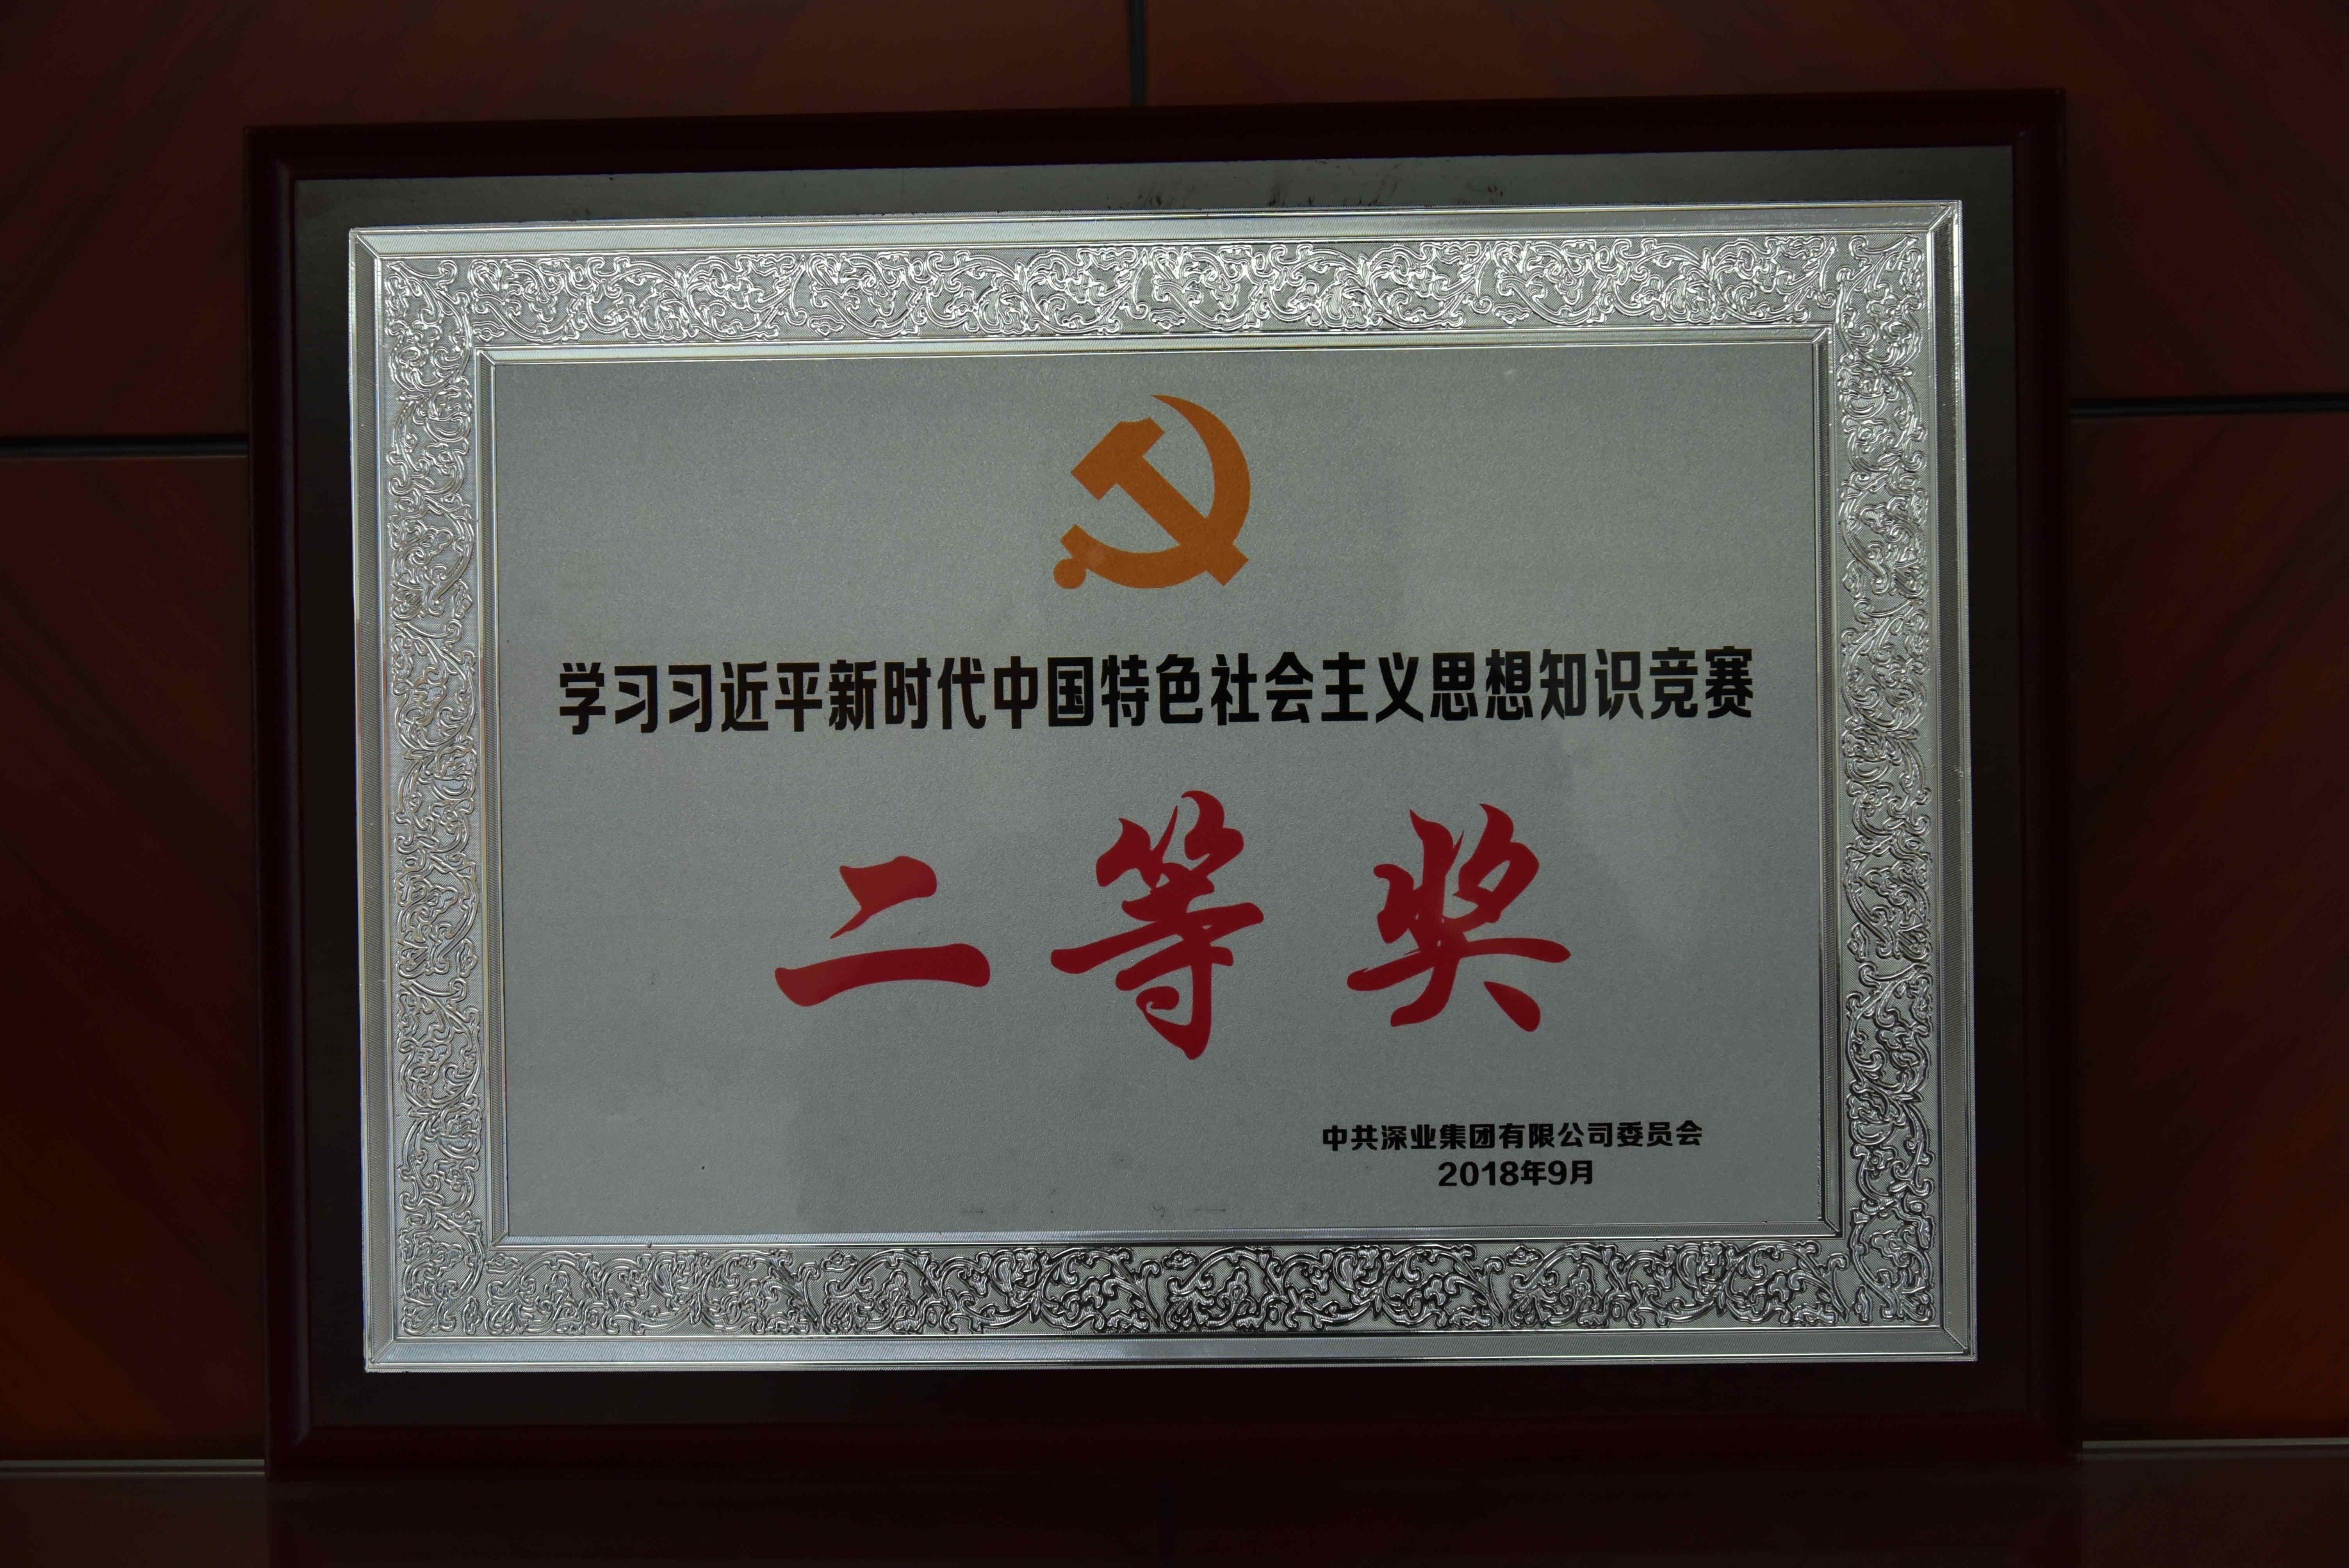 学习习近平新时代中国特色社会主义思想知识竞赛
二等奖
中共深业集团有限公司委员会
2018年9月